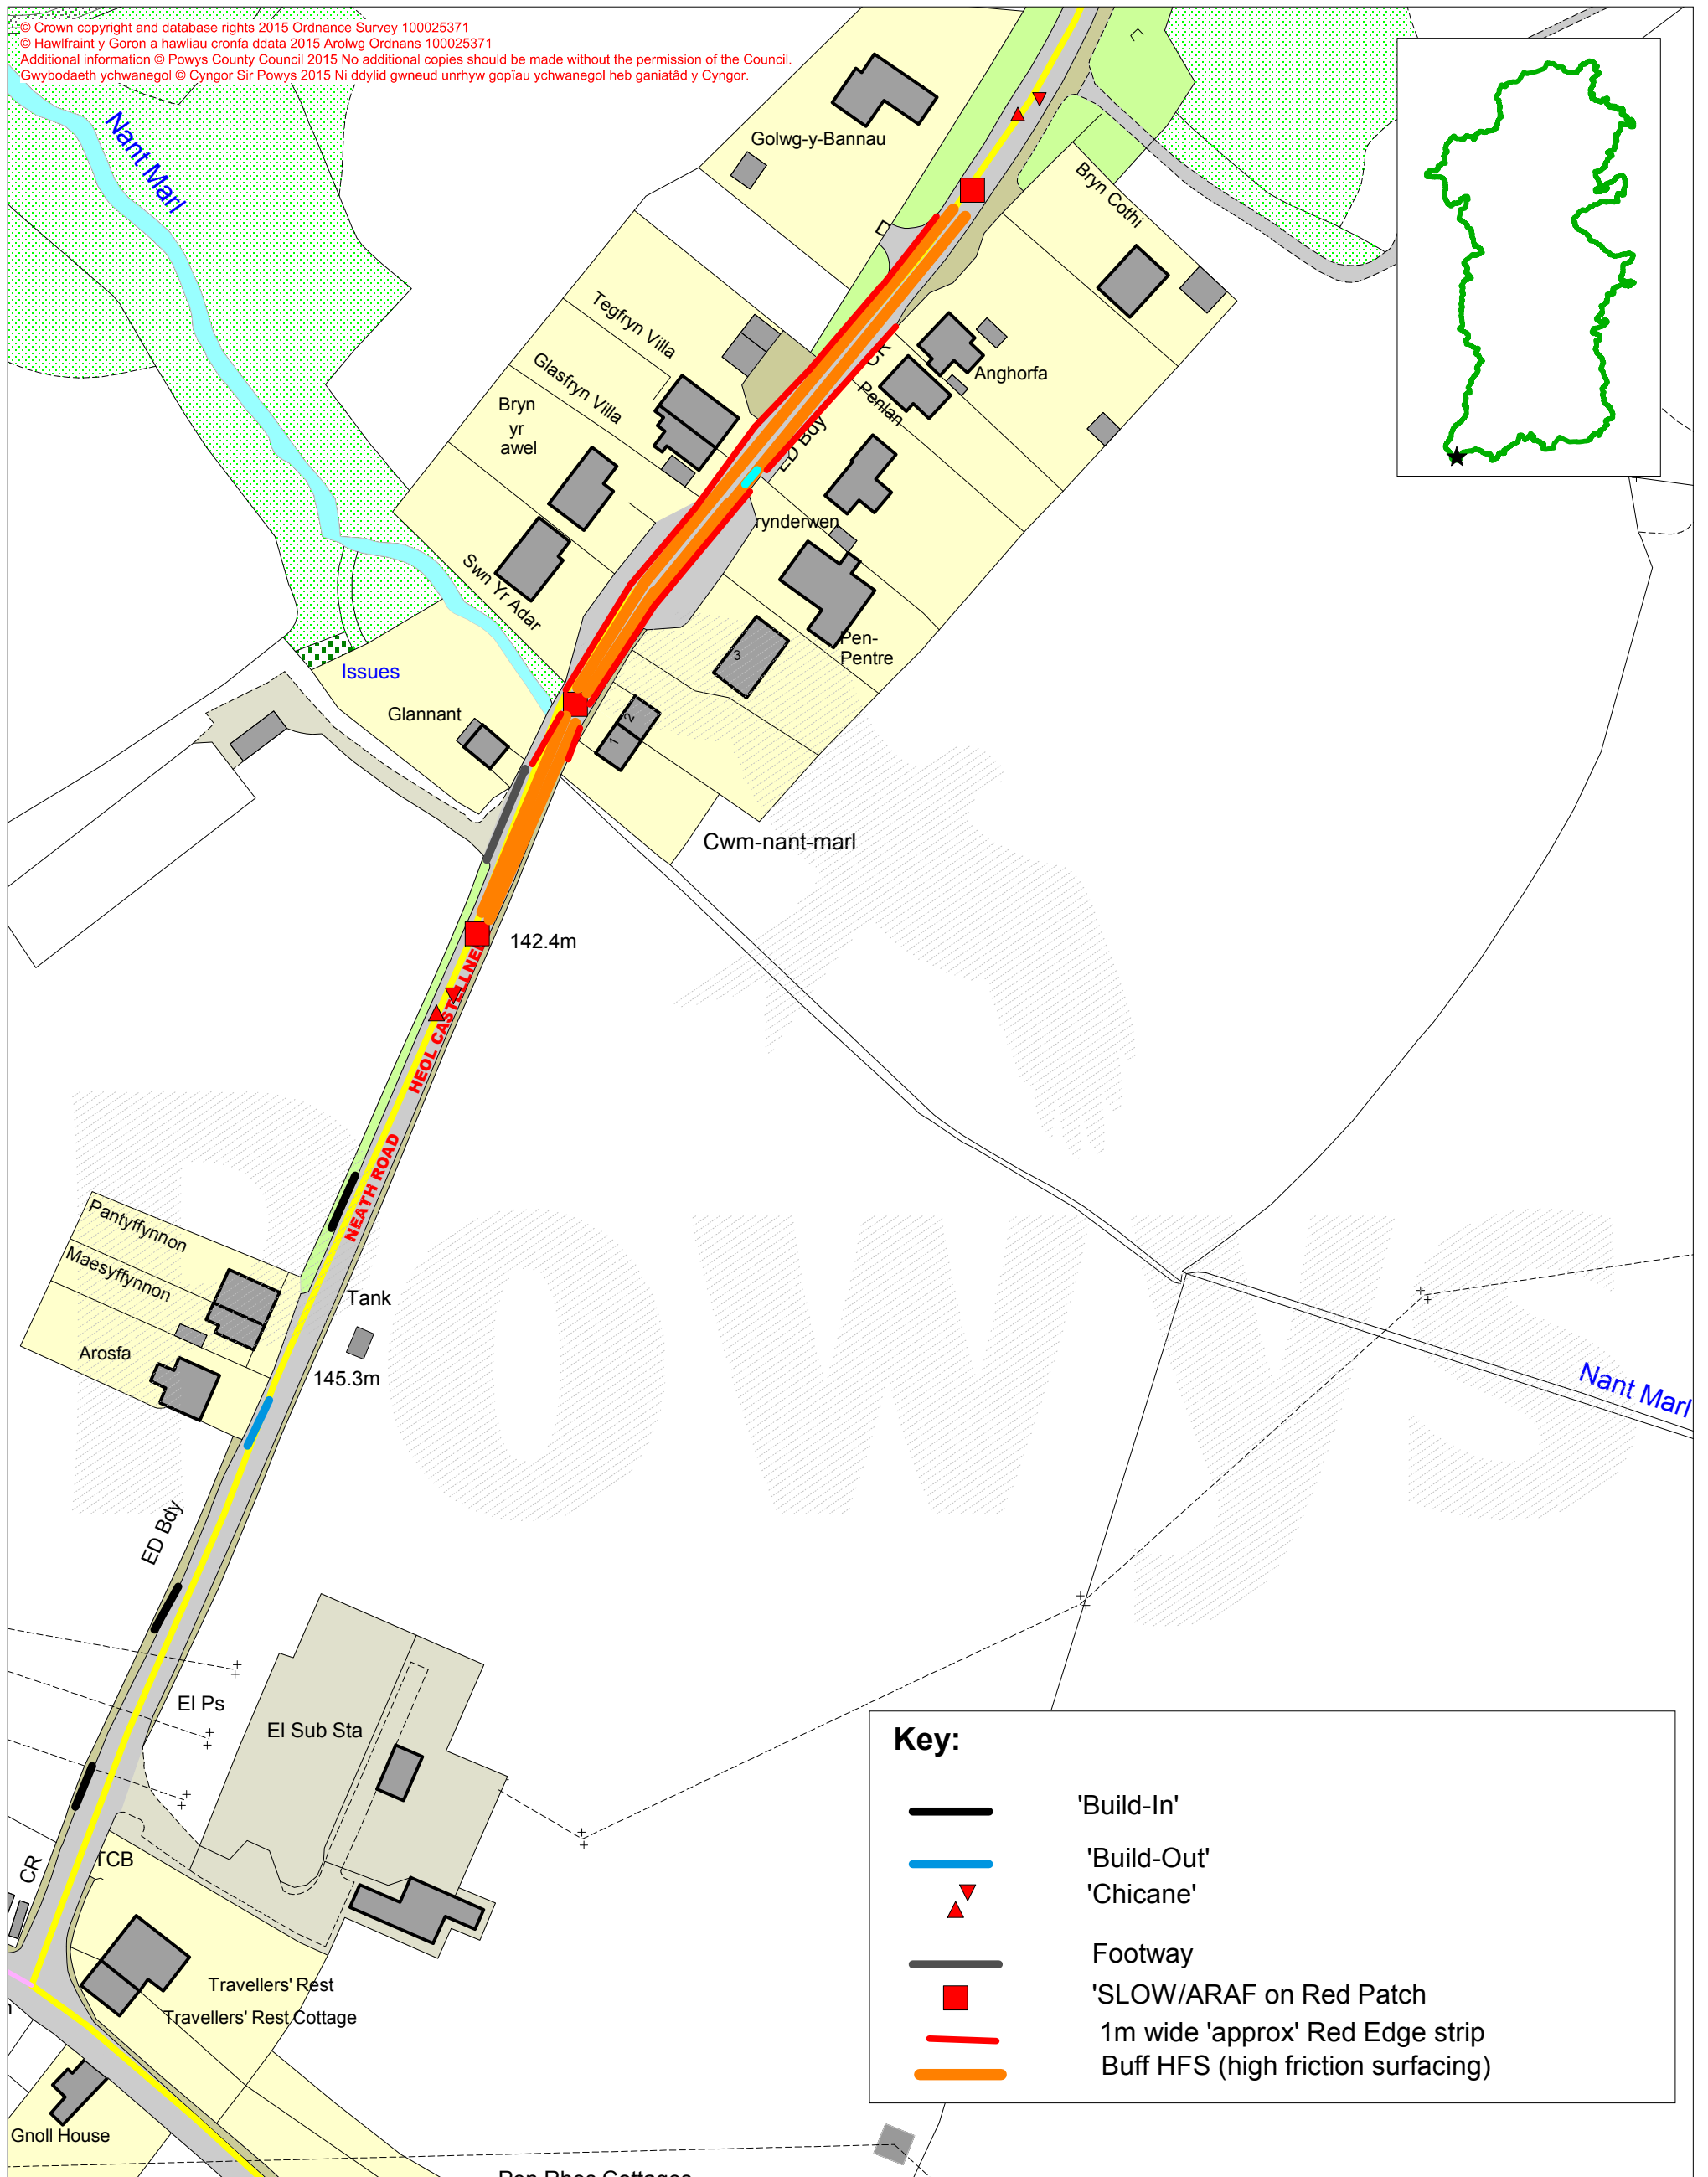 © Crown copyright and database rights 2015 Ordnance Survey 100025371
© Hawlfraint y Goron a hawliau cronfa ddata 2015 Arolwg Ordnans 100025371
Additional information © Powys County Council 2015 No additional copies should be made without the permission of the Council.
Gwybodaeth ychwanegol © Cyngor Sir Powys 2015 Ni ddylid gwneud unrhyw gopïau ychwanegol heb ganiatâd y Cyngor.
Nant Marl
Golwg-y-Bannau
Bryn Cothi
Tegfryn Villa
Glasfryn Villa
Anghorfa
Penlan
CR
Bryn
yr
awel
ED Bdy
rynderwen
Swn Yr Adar
Pen-
Pentre
3
Issues
Glannant
2
1
Cwm-nant-marl
142.4m
HEOL CASTELLNE
NEATH ROAD
Pantyffynnon
Maesyffynnon
Arosfa
Tank
145.3m
Nant Marl
POWYS
ED Bdy
El Ps
El Sub Sta
TCB
CR
Travellers' Rest
Travellers' Rest Cottage
Gnoll House
Key:
'Build-In'
'Build-Out'
'Chicane'
Footway
'SLOW/ARAF on Red Patch
1m wide 'approx' Red Edge strip
Buff HFS (high friction surfacing)